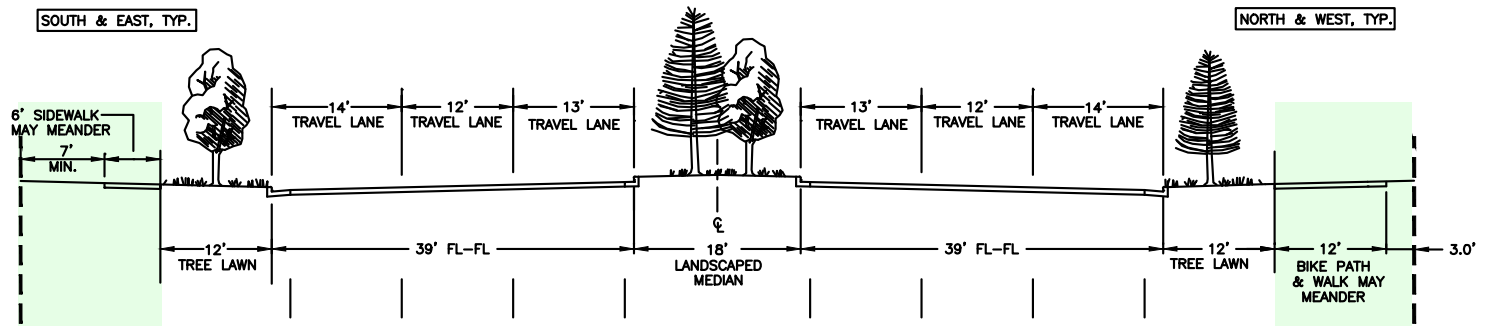 SOUTH & EAST, TYP.
NORTH & WEST, TYP.
6' SIDEWALK
MAY MEANDER
7'
MIN.
14'
TRAVEL LANE
12'
TRAVEL LANE
13'
TRAVEL LANE
13'
TRAVEL LANE
12'
TRAVEL LANE
14'
TRAVEL LANE
℄
12'
TREE LAWN
39' FL-FL
18'
LANDSCAPED
MEDIAN
39' FL-FL
12'
TREE LAWN
12'
BIKE PATH
& WALK MAY
MEANDER
3.0'